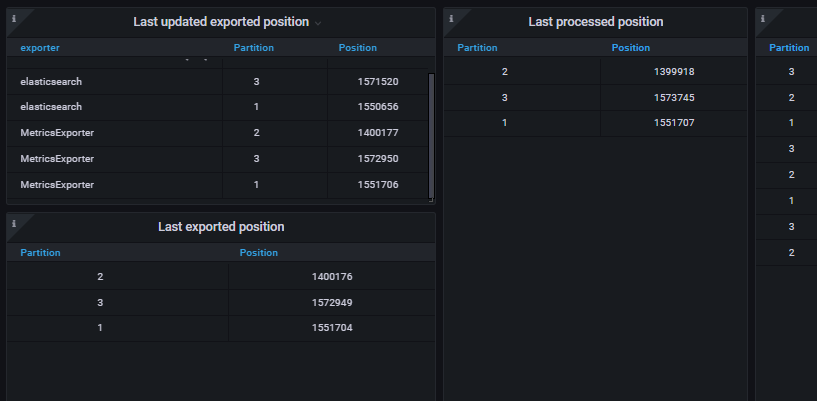 Last updated exported position
exporter Partition Position
elasticsearch 3 1571520
elasticsearch 1 1550656
MetricsExporter 2 1400177
MetricsExporter 3 1572950
MetricsExporter 1 1551706
Last exported position
Partition Position
2 1400176
3 1572949
1 1551704
Last processed position
Partition Position
2 1399918
3 1573745
1 1551707
Partition
3
2
1
3
2
1
3
2